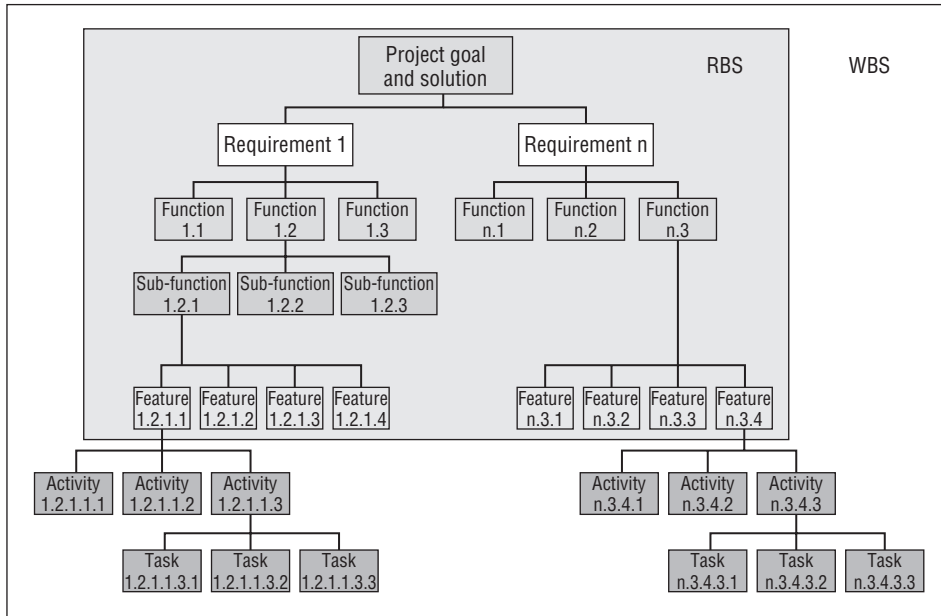 Project goal
and solution
RBS
WBS
Requirement 1
Requirement n
Function
1.1
Function
1.2
Function
1.3
Function
n.1
Function
n.2
Function
n.3
Sub-function
1.2.1
Sub-function
1.2.2
Sub-function
1.2.3
Feature
1.2.1.1
Feature
1.2.1.2
Feature
1.2.1.3
Feature
1.2.1.4
Feature
n.3.1
Feature
n.3.2
Feature
n.3.3
Feature
n.3.4
Activity
1.2.1.1.1
Activity
1.2.1.1.2
Activity
1.2.1.1.3
Activity
n.3.4.1
Activity
n.3.4.2
Activity
n.3.4.3
Task
1.2.1.1.3.1
Task
1.2.1.1.3.2
Task
1.2.1.1.3.3
Task
n.3.4.3.1
Task
n.3.4.3.2
Task
n.3.4.3.3